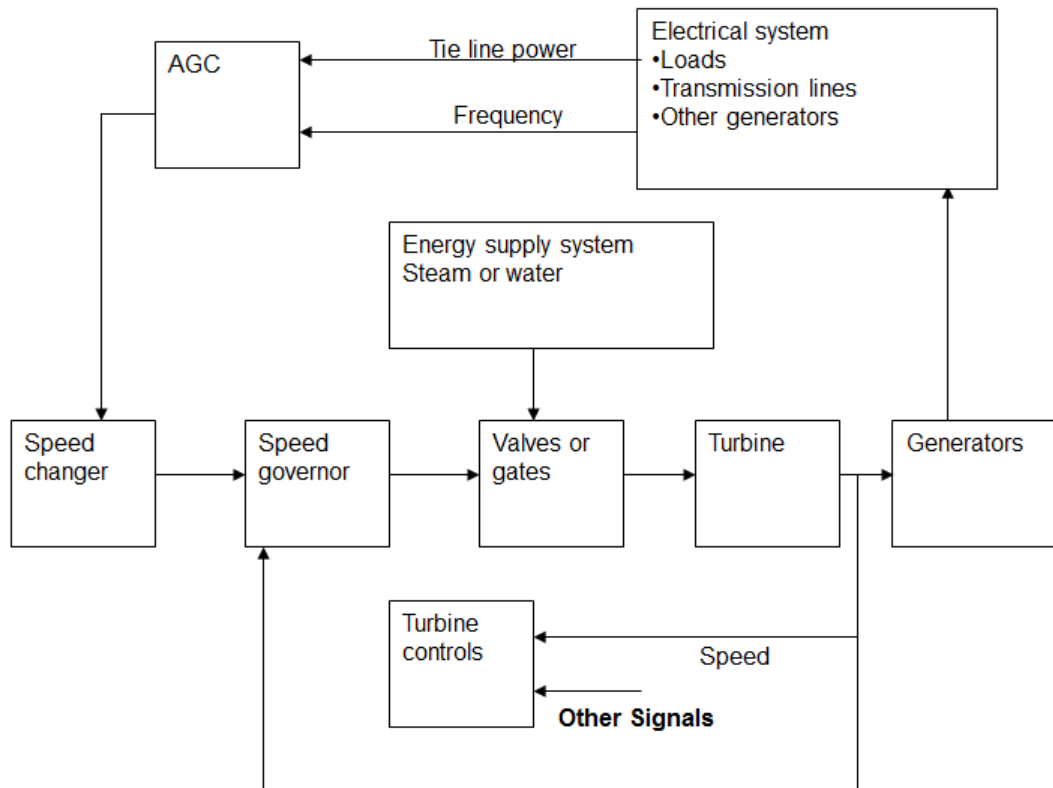 Electrical system
•Loads
•Transmission lines
•Other generators
Tie line power
AGC
Frequency
Energy supply system
Steam or water
Speed
changer
Speed
governor
Valves or
gates
Turbine
Generators
Turbine
controls
Speed
Other Signals